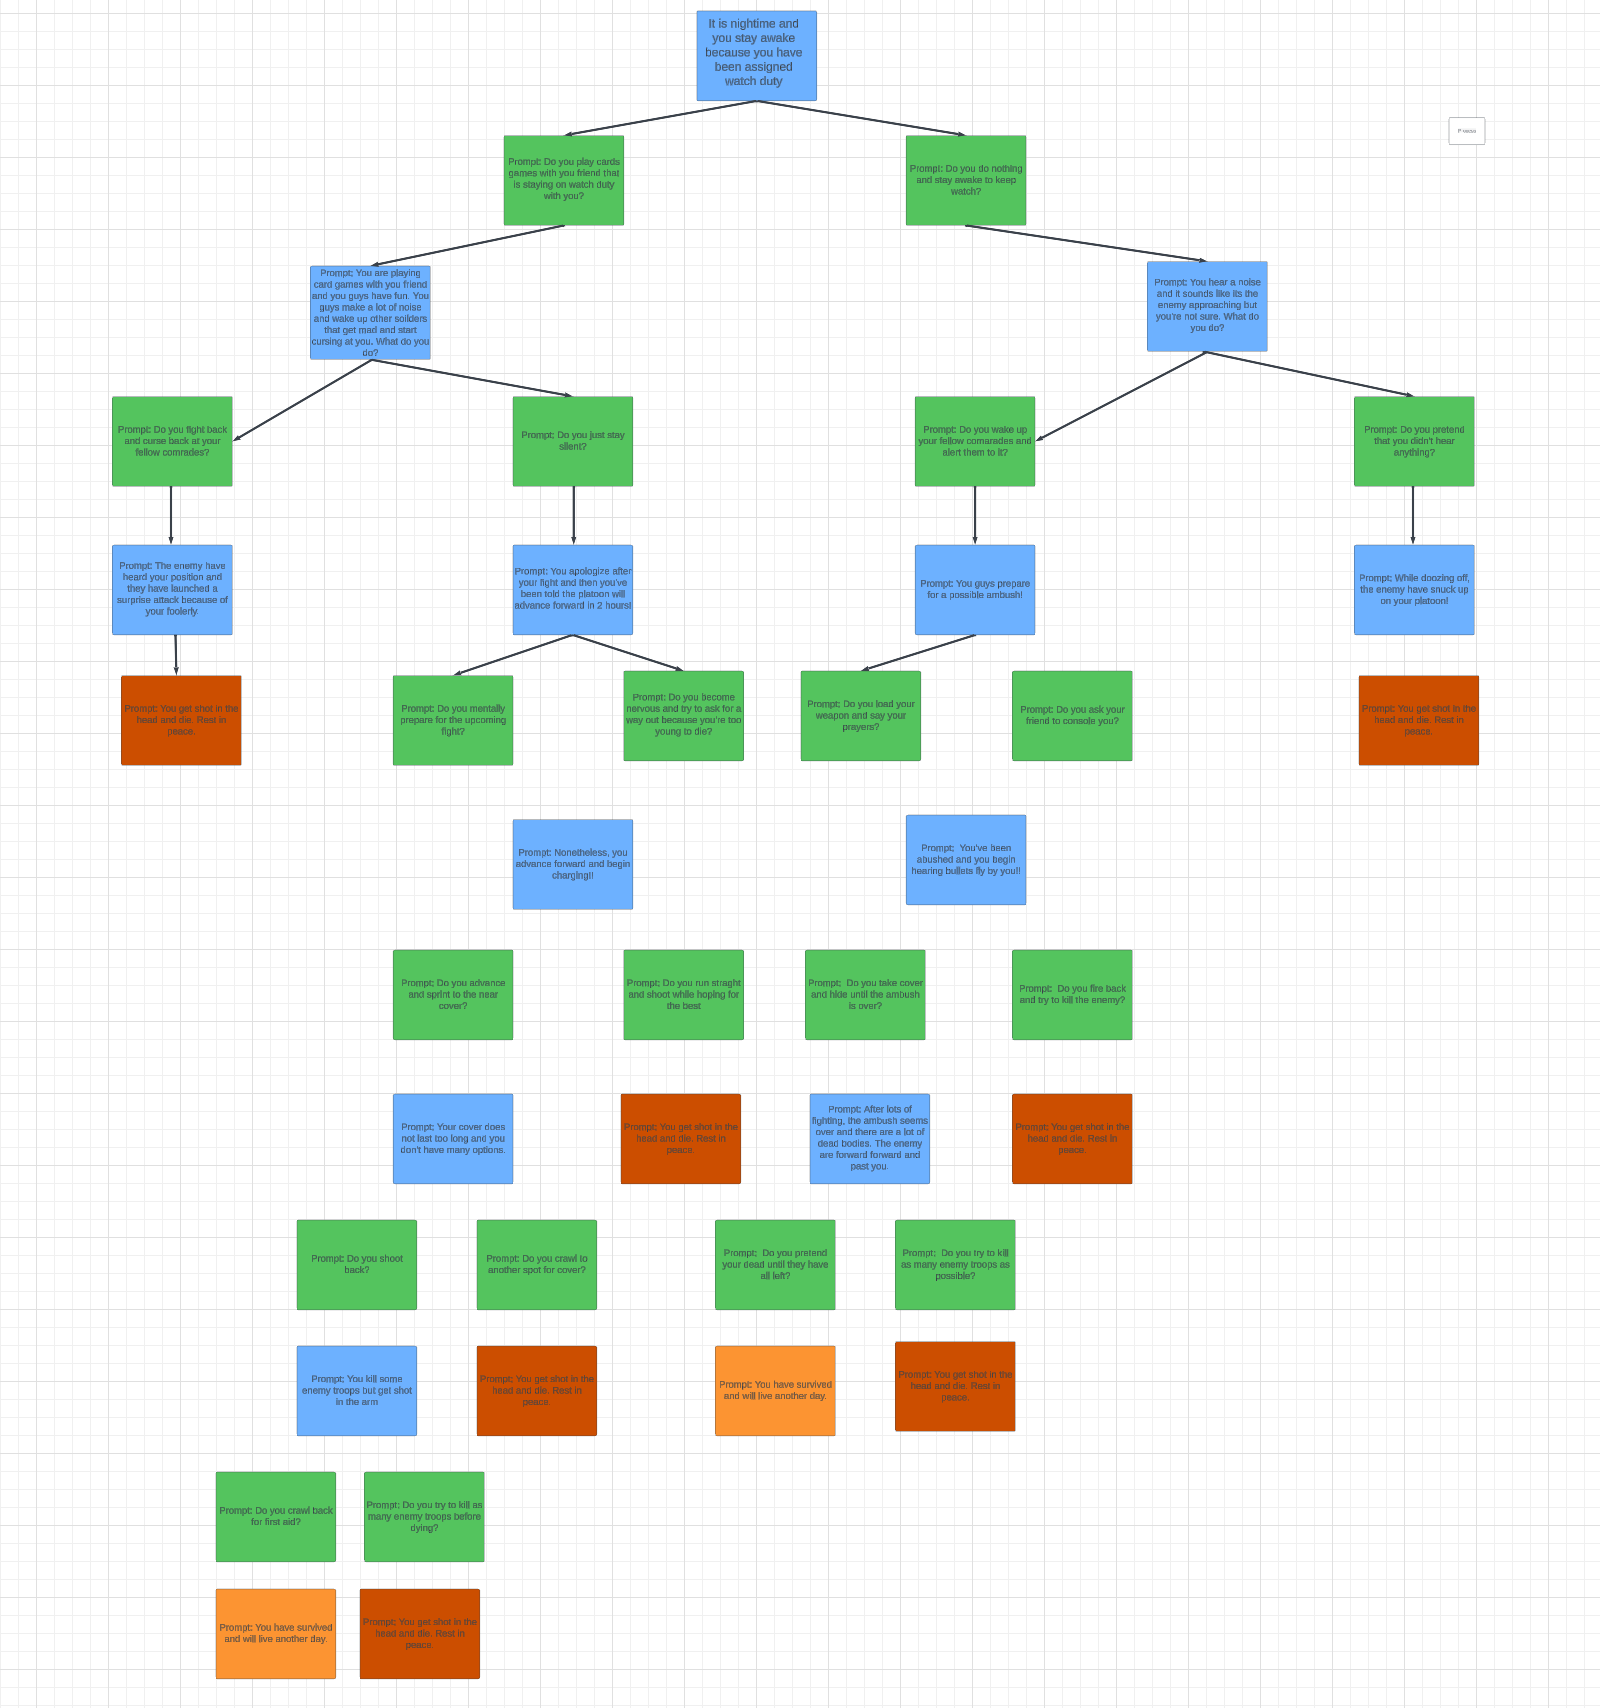 It is nightime and
you stay awake
because you have
been assigned
watch duty
Prompt: Do you play cards
games with you friend that
is staying on watch duty
with you?
Prompt: Do you do nothing
and stay awake to keep
watch?
Prompt: You are playing
card games with you friend
and you guys have fun. You
guys make a lot of noise
and wake up other soilders
that get mad and start
cursing at you. What do you
do?
Prompt: You hear a noise
and it sounds like its the
enemy approaching but
you're not sure. What do
you do?
Prompt: Do you fight back
and curse back at your
fellow comrades?
Prompt: Do you just stay
silent?
Prompt: Do you wake up
your fellow comarades and
alert them to it?
Prompt: Do you pretend
that you didn't hear
anything?
Prompt: The enemy have
heard your position and
they have launched a
surprise attack because of
your foolerly.
Prompt: You apologize after
your fight and then you've
been told the platoon will
advance forward in 2 hours!
Prompt: You guys prepare
for a possible ambush!
Prompt: While doozing off,
the enemy have snuck up
on your platoon!
Prompt: You get shot in the
head and die. Rest in
peace.
Prompt: Do you mentally
prepare for the upcoming
fight?
Prompt: Do you become
nervous and try to ask for a
way out because you're too
young to die?
Prompt: Do you load your
weapon and say your
prayers?
Prompt: Do you ask your
friend to console you?
Prompt: You get shot in the
head and die. Rest in
peace.
Prompt: Nonetheless, you
advance forward and begin
charging!!
Prompt: You've been
abushed and you begin
hearing bullets fly by you!!
Prompt: Do you advance
and sprint to the near
cover?
Prompt: Do you run straght
and shoot while hoping for
the best
Prompt: Do you take cover
and hide until the ambush
is over?
Prompt: Do you fire back
and try to kill the enemy?
Prompt: Your cover does
not last too long and you
don't have many options.
Prompt: You get shot in the
head and die. Rest in
peace.
Prompt: After lots of
fighting, the ambush seems
over and there are a lot of
dead bodies. The enemy
are forward forward and
past you.
Prompt: You get shot in the
head and die. Rest in
peace.
Prompt: Do you shoot
back?
Prompt: Do you crawl to
another spot for cover?
Prompt: Do you pretend
your dead until they have
all left?
Prompt: Do you try to kill
as many enemy troops as
possible?
Prompt: You kill some
enemy troops but get shot
in the arm
Prompt: You get shot in the
head and die. Rest in
peace
Prompt: You have survived
and will live another day.
Prompt: You get shot in the
head and die. Rest in
peace.
Prompt: Do you crawl back
for first aid?
Prompt: Do you try to kill as
many enemy troops before
dying?
Prompt: You have survived
and will live another day.
Prompt: You get shot in the
head and die. Rest in
peace.